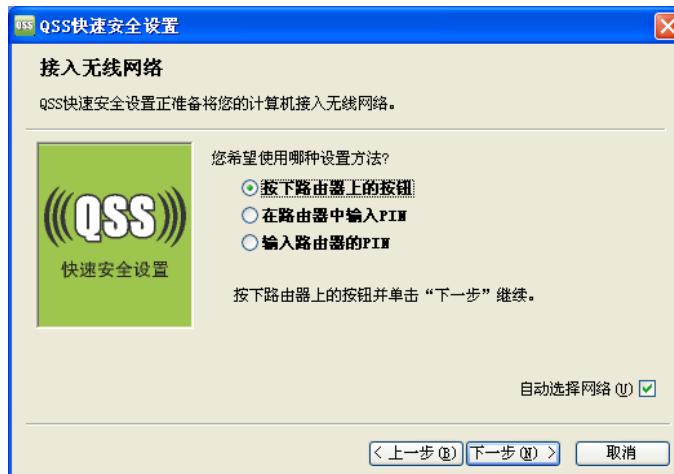 QSS QSS快速安全设置
接入无线网络
QSS快速安全设置正准备将您的计算机接入无线网络。
您希望使用哪种设置方法?
按下路由器上的按钮
在路由器中输入PIN
输入路由器的PIN
QSS
快速安全设置
按下路由器上的按钮并单击“下一步”继续。
自动选择网络(U)
< 上一步(B) 下一步(N) > 取消